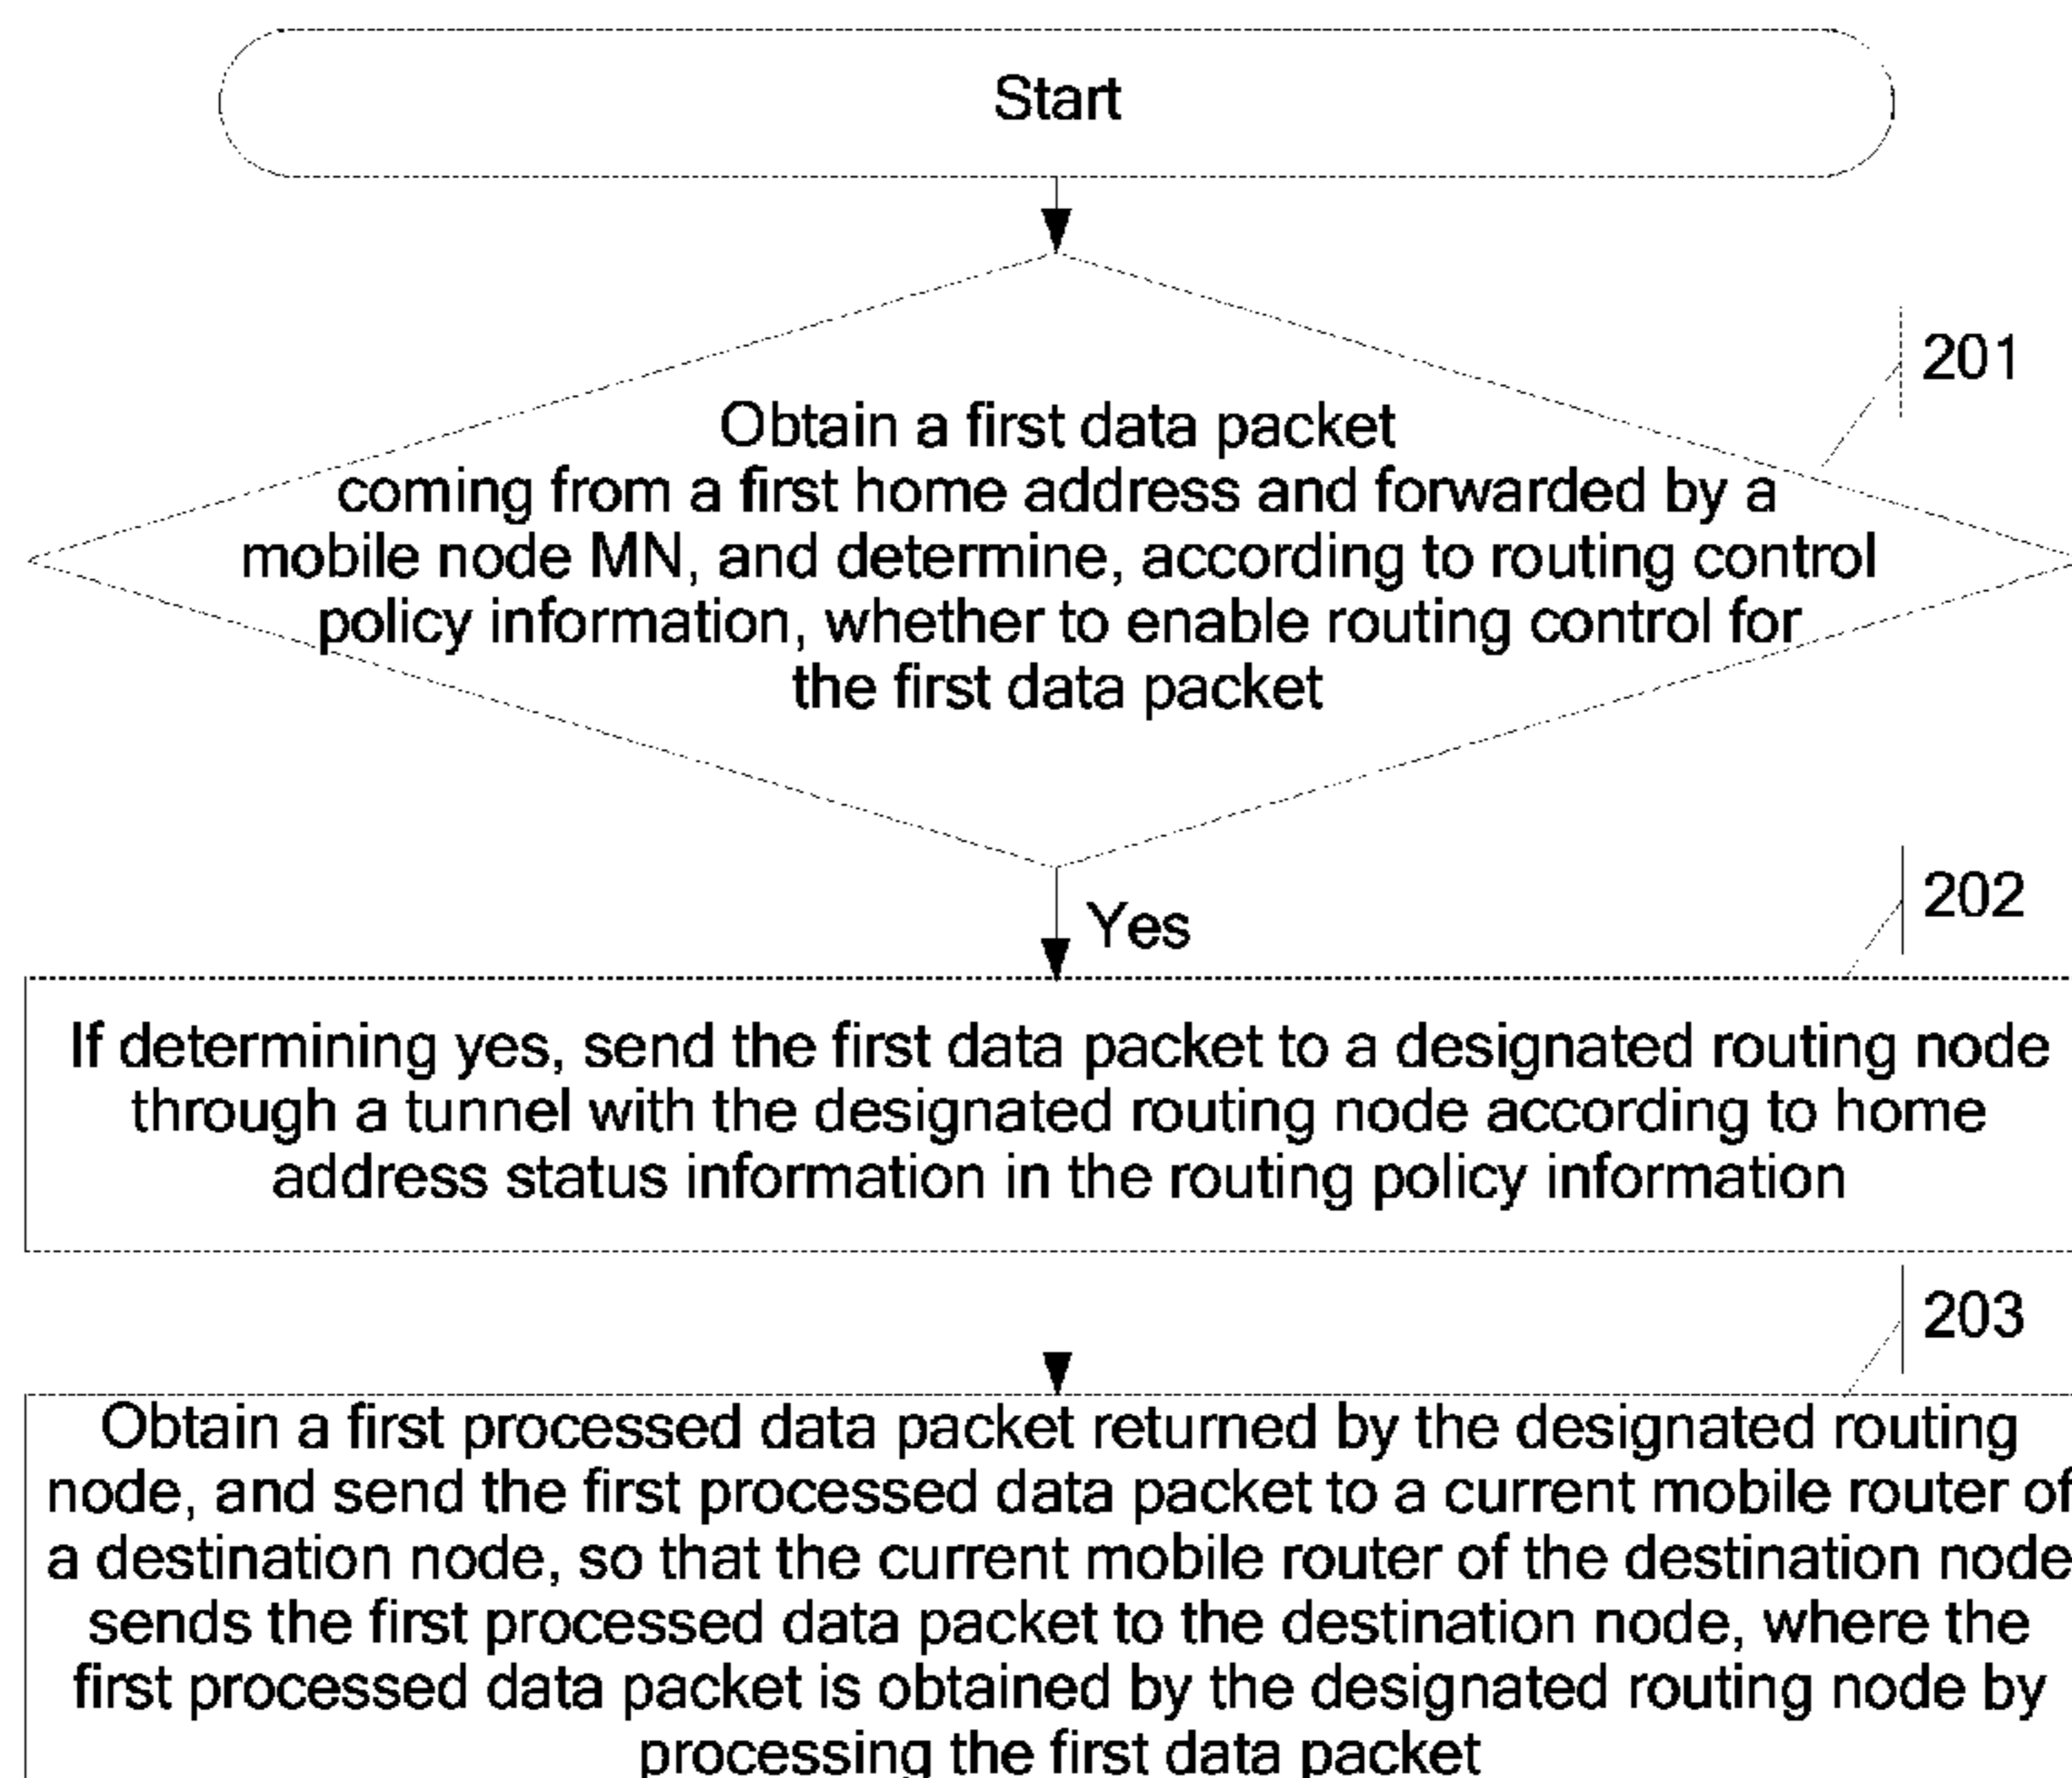 Start
201
Obtain a first data packet
coming from a first home address and forwarded by a
mobile node MN, and determine, according to routing control
policy information, whether to enable routing control for
the first data packet
202
Yes
If determining yes, send the first data packet to a designated routing node
through a tunnel with the designated routing node according to home
address status information in the routing policy information
203
Obtain a first processed data packet returned by the designated routing
node, and send the first processed data packet to a current mobile router of
a destination node, so that the current mobile router of the destination node
sends the first processed data packet to the destination node, where the
first processed data packet is obtained by the designated routing node by
processing the first data packet